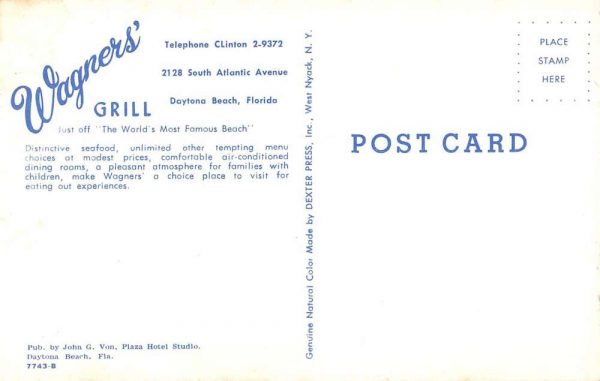 Wagners'
GRILL
Telephone CLinton 2-9372
2128 South Atlantic Avenue
Daytona Beach, Florida
Just off "The World's Most Famous Beach"
Distinctive seafood, unlimited other tempting menu
choices at modest prices, comfortable air-conditioned
dining rooms, a pleasant atmosphere for families with
children, make Wagners' a choice place to visit for
eating out experiences.
Pub. by John G. Von, Plaza Hotel Studio.
Daytona Beach, Fla.
7743-B
Genuine Natural Color Made by DEXTER PRESS, Inc., West Nyack, N. Y.
POST CARD
PLACE
STAMP
HERE